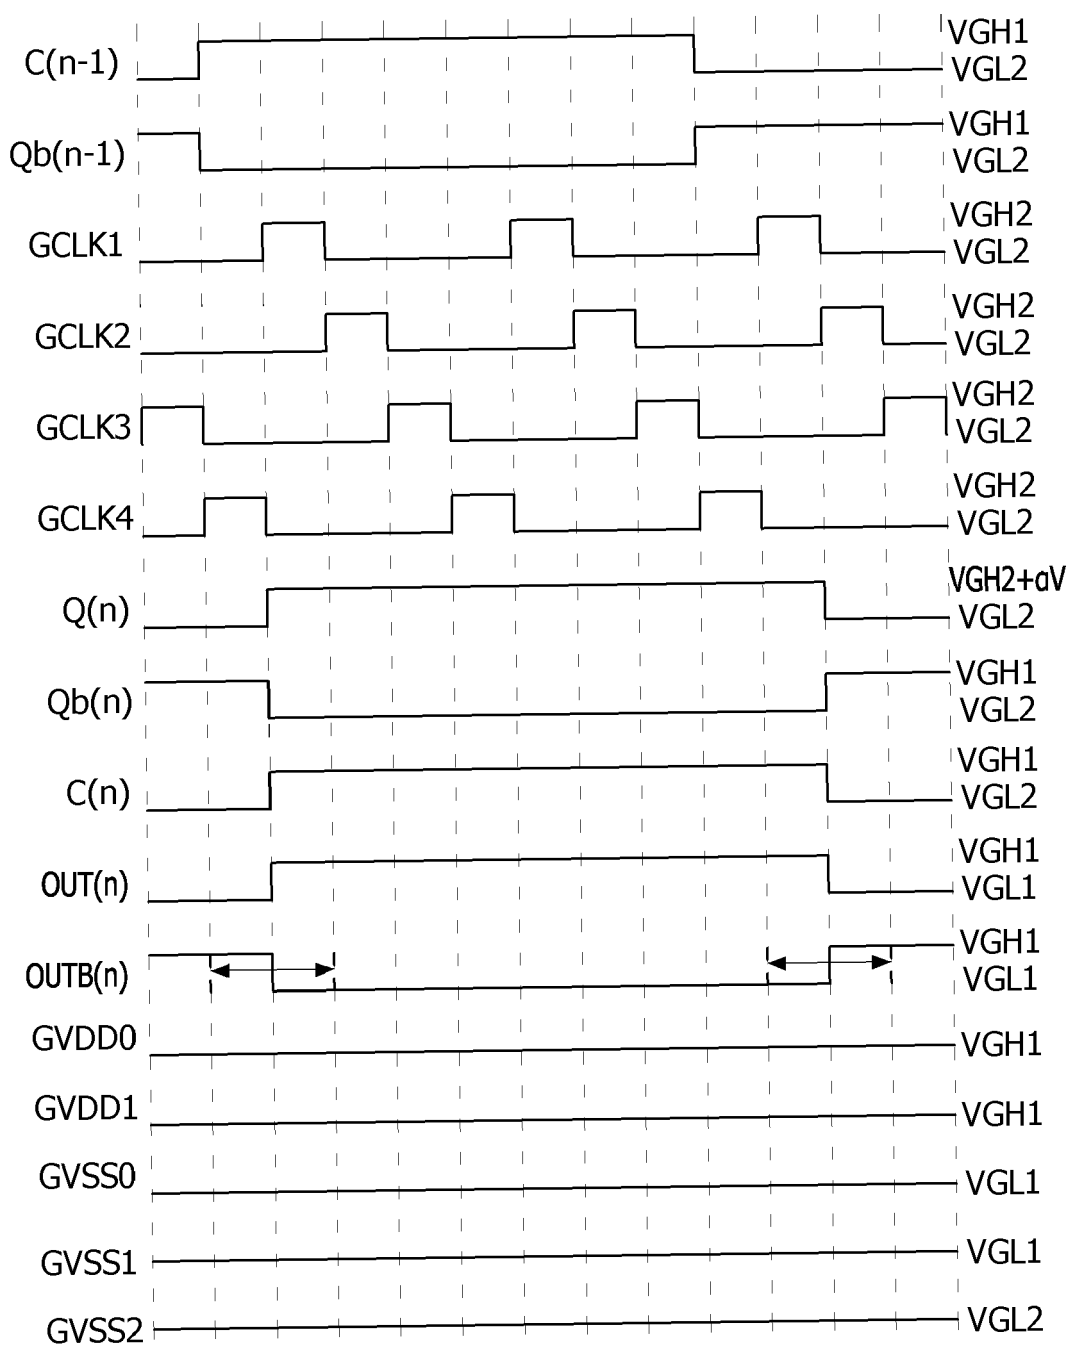 C(n-1)
VGH1
VGL2
Qb(n-1)
VGH1
VGL2
GCLK1
VGH2
VGL2
GCLK2
VGH2
VGL2
GCLK3
VGH2
VGL2
GCLK4
VGH2
VGL2
Q(n)
VGH2+aV
VGL2
Qb(n)
VGH1
VGL2
C(n)
VGH1
VGL2
OUT(n)
VGH1
VGL1
OUTB(n)
VGH1
VGL1
GVDD0
VGH1
GVDD1
VGH1
GVSS0
VGL1
GVSS1
VGL1
GVSS2
VGL2